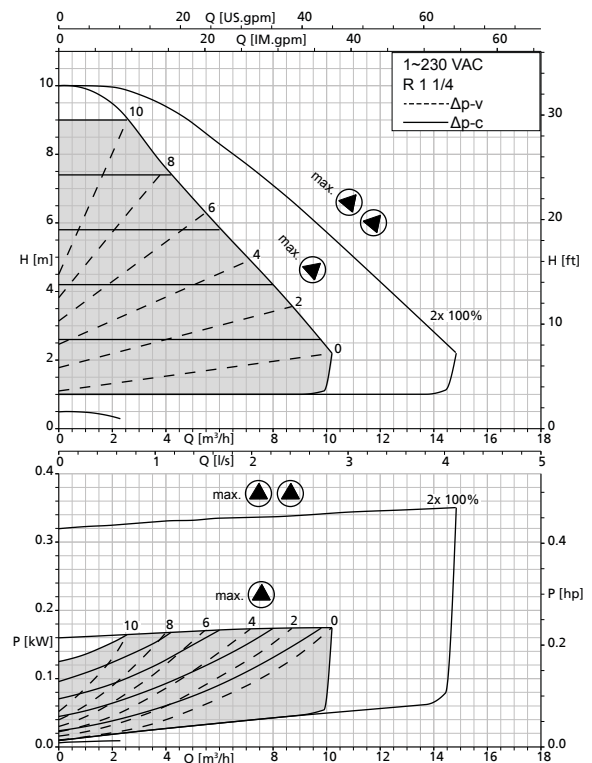 0 20 40 60
Q [US.gpm]
0 20 40 60
Q [IM.gpm]
1~230 VAC
R 1 1/4
Δp-v
Δp-c
10
8
6
H [m]
4
2
0
30
20
H [ft]
10
0
10
8
6
4
2
0
max.
max.
2x 100%
0 2 4 6 8 10 12 14 16 18
Q [m³/h]
0 1 2 3 4 5
Q [l/s]
0.4
0.3
0.2
P [kW]
0.1
0.0
0.4
P [hp]
0.2
0.0
max.
2x 100%
max.
10 8 6 4 2 0
0 2 4 6 8 10 12 14 16 18
Q [m³/h]